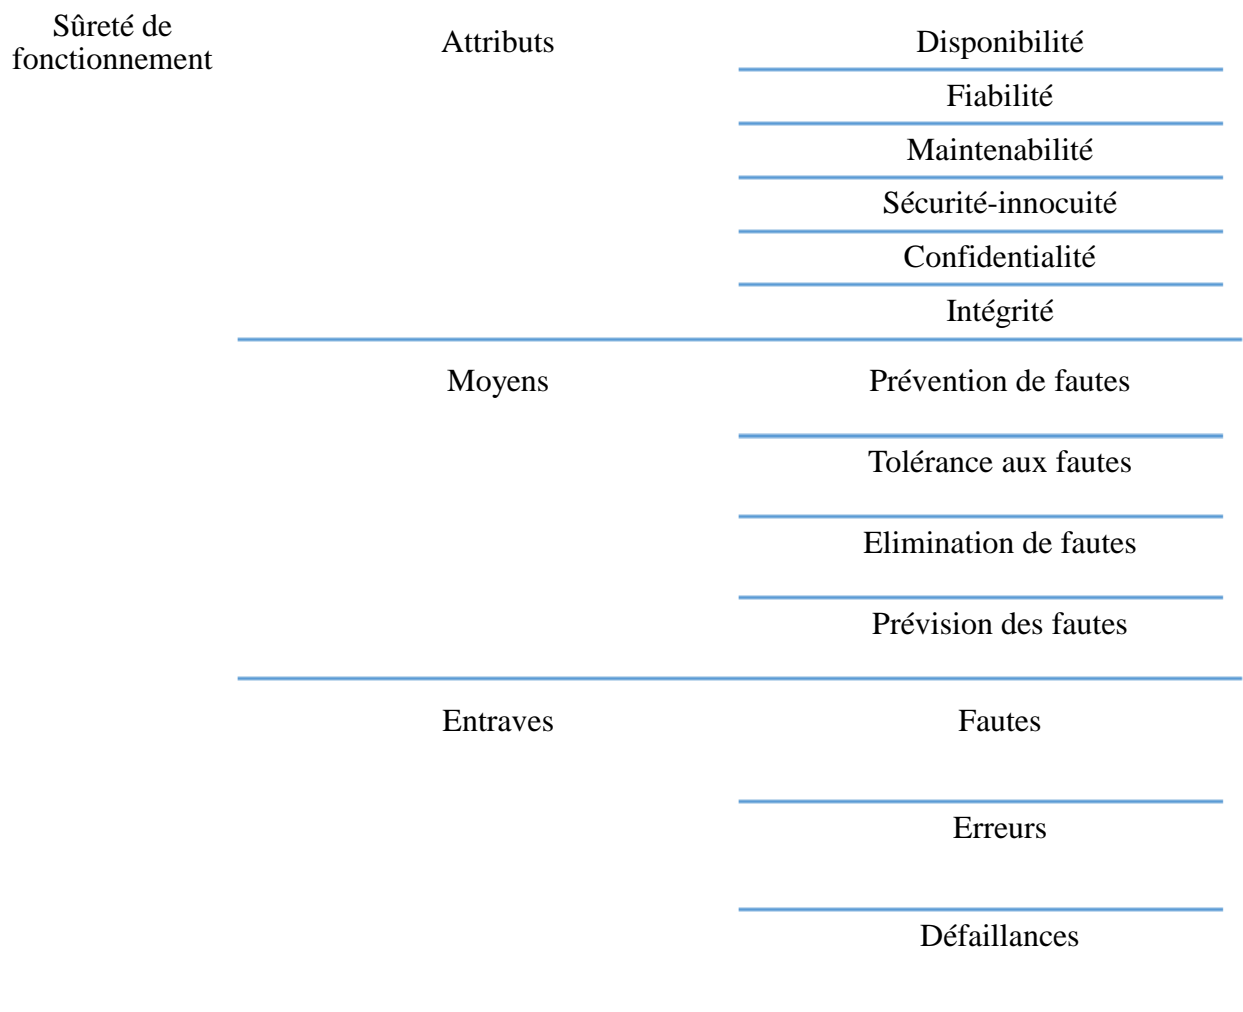 Sûreté de
fonctionnement
Attributs
Disponibilité
Fiabilité
Maintenabilité
Sécurité-innocuité
Confidentialité
Intégrité
Moyens
Prévention de fautes
Tolérance aux fautes
Elimination de fautes
Prévision des fautes
Entraves
Fautes
Erreurs
Défaillances